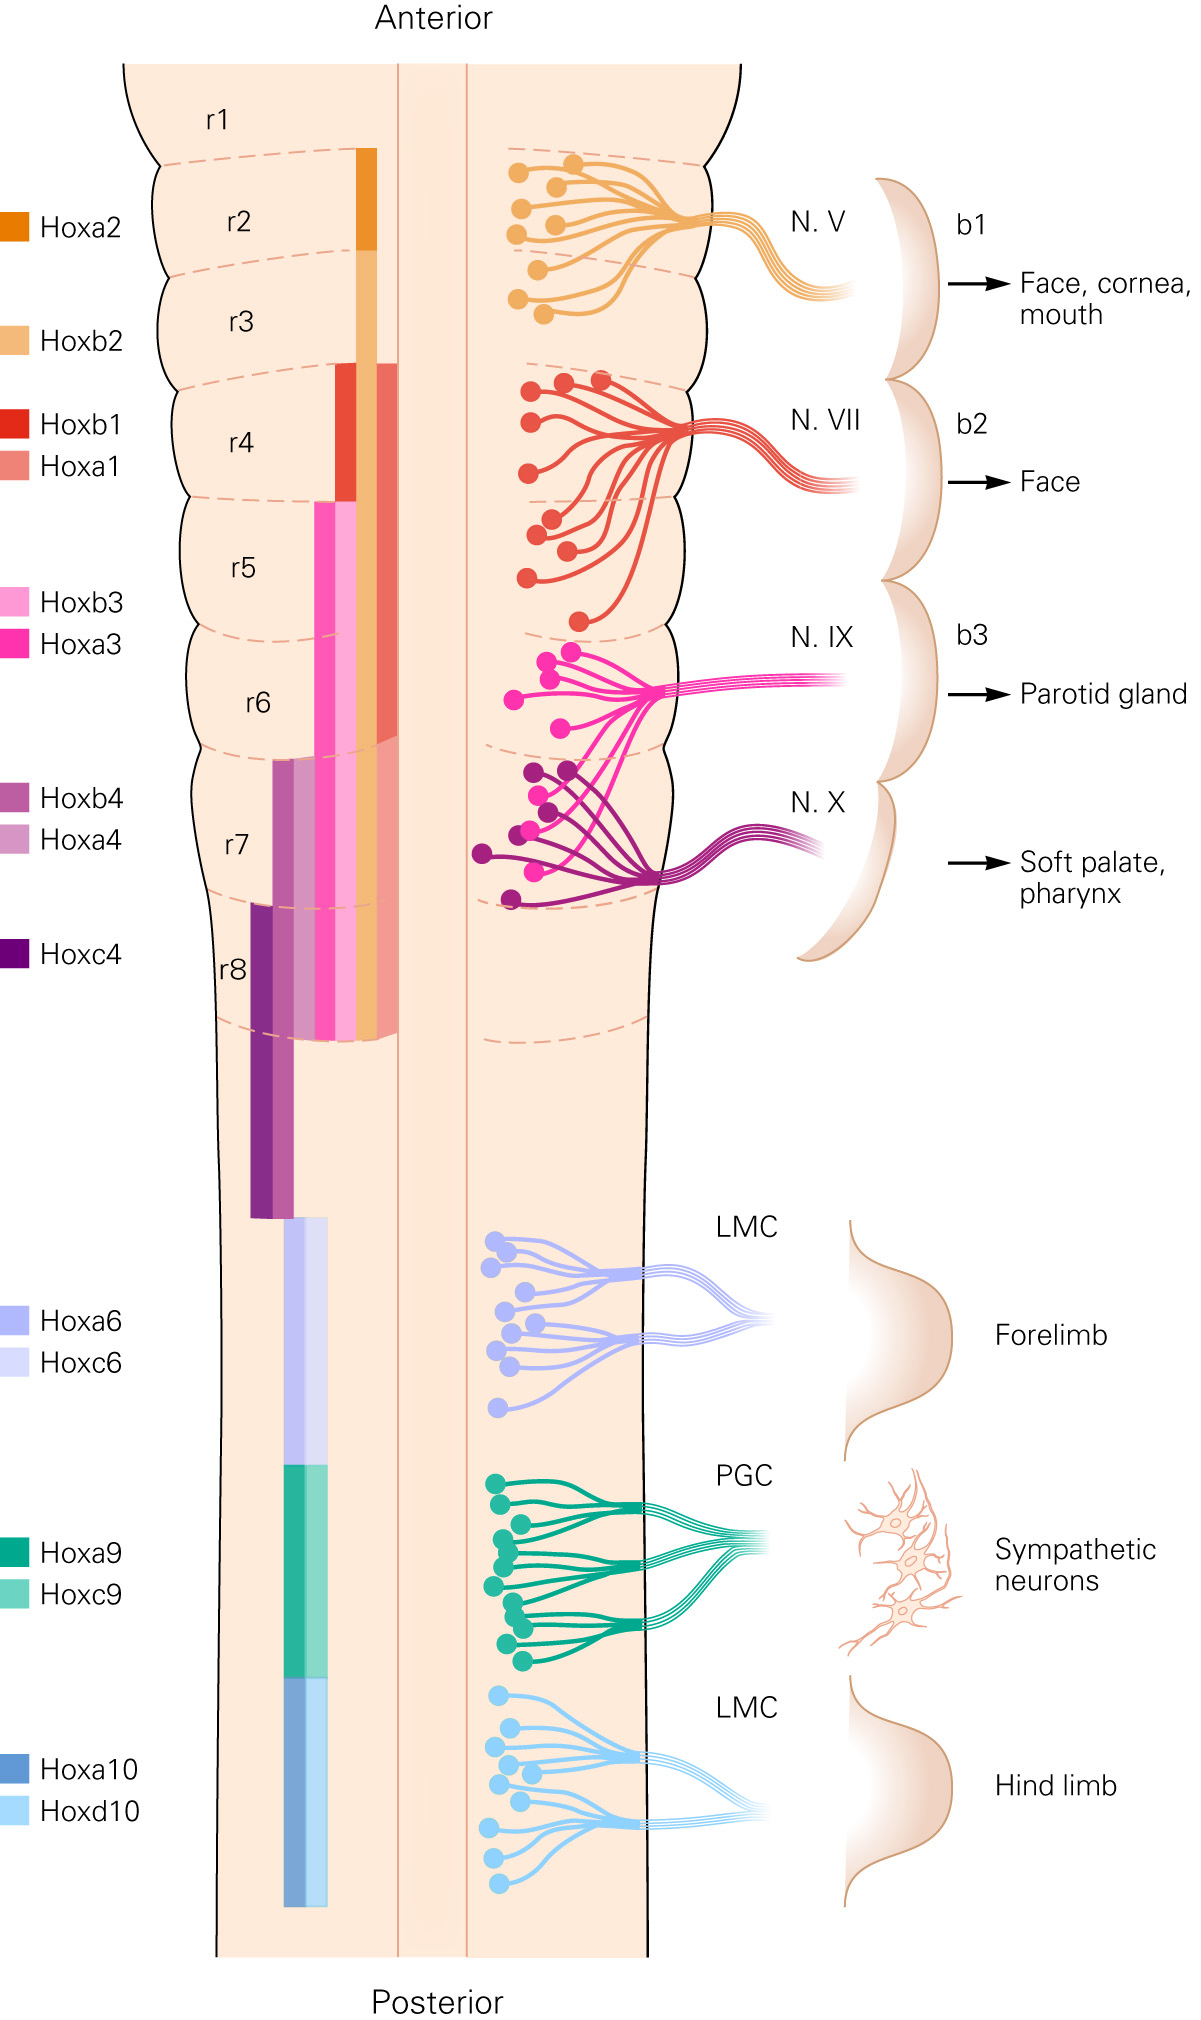 Anterior
r1
r2
r3
r4
r5
r6
r7
r8
Hoxa2
Hoxb2
Hoxb1
Hoxa1
Hoxb3
Hoxa3
Hoxb4
Hoxa4
Hoxc4
Hoxa6
Hoxc6
Hoxa9
Hoxc9
Hoxa10
Hoxd10
N. V
b1
Face, cornea,
mouth
N. VII
b2
Face
N. IX
b3
Parotid gland
N. X
Soft palate,
pharynx
LMC
Forelimb
PGC
Sympathetic
neurons
LMC
Hind limb
Posterior